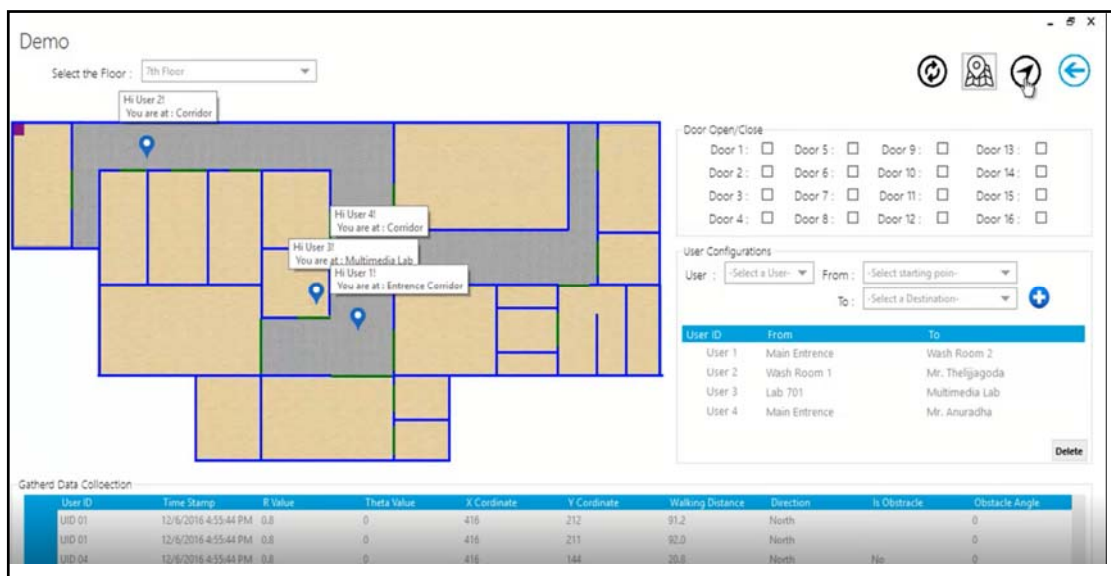 Demo
Select the Floor : 7th Floor
Hi User 2!
You are at : Corridor
Hi User 4!
You are at : Corridor
Hi User 3!
You are at : Multimedia Lab
Hi User 1!
You are at : Entrence Corridor
Door Open/Close
Door 1 : Door 5 : Door 9 : Door 13 :
Door 2 : Door 6 : Door 10 : Door 14 :
Door 3 : Door 7 : Door 11 : Door 15 :
Door 4 : Door 8 : Door 12 : Door 16 :
User Configurations
User : -Select a User- From : -Select starting poin-
To : -Select a Destination-
User ID From To
User 1 Main Entrence Wash Room 2
User 2 Wash Room 1 Mr. Thelijjagoda
User 3 Lab 701 Multimedia Lab
User 4 Main Entrence Mr. Anuradha
Delete
Gatherd Data Colloection
User ID Time Stamp R Value Theta Value X Cordinate Y Cordinate Walking Distance Direction Is Obstracle Obstacle Angle
UID 01 12/6/2016 4:55:44 PM 0.8 0 416 212 91.2 North 0
UID 01 12/6/2016 4:55:44 PM 0.8 0 416 211 92.0 North 0
UID 04 12/6/2016 4:55:44 PM 0.8 0 416 144 20.8 North No 0